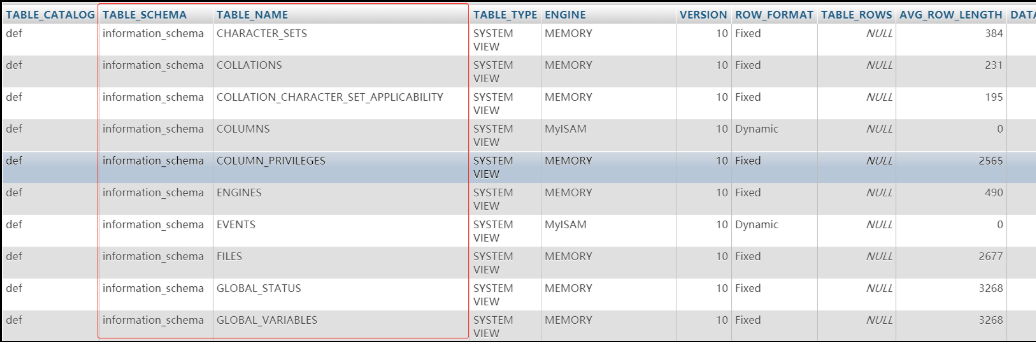 TABLE_CATALOG TABLE_SCHEMA TABLE_NAME TABLE_TYPE ENGINE VERSION ROW_FORMAT TABLE_ROWS AVG_ROW_LENGTH DATA
def information_schema CHARACTER_SETS SYSTEM VIEW MEMORY 10 Fixed NULL 384
def information_schema COLLATIONS SYSTEM VIEW MEMORY 10 Fixed NULL 231
def information_schema COLLATION_CHARACTER_SET_APPLICABILITY SYSTEM VIEW MEMORY 10 Fixed NULL 195
def information_schema COLUMNS SYSTEM VIEW MyISAM 10 Dynamic NULL 0
def information_schema COLUMN_PRIVILEGES SYSTEM VIEW MEMORY 10 Fixed NULL 2565
def information_schema ENGINES SYSTEM VIEW MEMORY 10 Fixed NULL 490
def information_schema EVENTS SYSTEM VIEW MyISAM 10 Dynamic NULL 0
def information_schema FILES SYSTEM VIEW MEMORY 10 Fixed NULL 2677
def information_schema GLOBAL_STATUS SYSTEM VIEW MEMORY 10 Fixed NULL 3268
def information_schema GLOBAL_VARIABLES SYSTEM VIEW MEMORY 10 Fixed NULL 3268